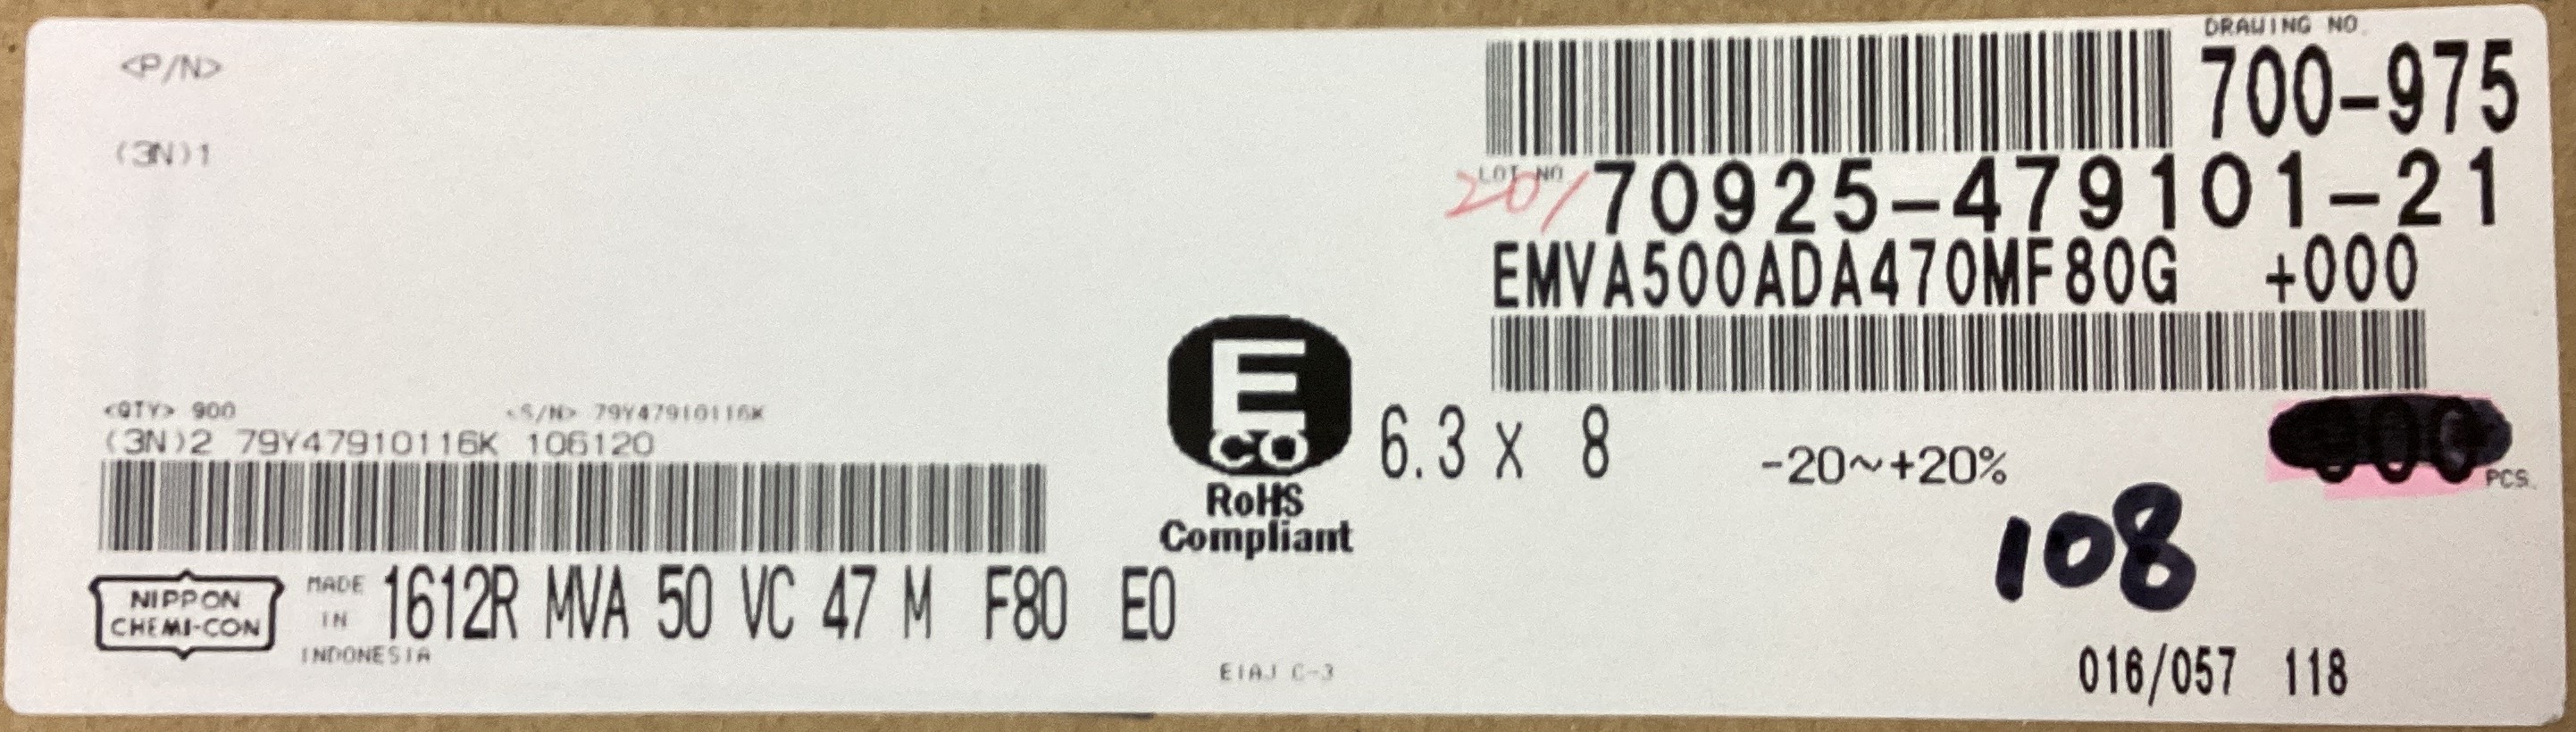 <P/N>
(3N)1
DRAWING NO.
700-975
LOT NO
20/
70925-479101-21
EMVA500ADA470MF80G +000
<QTY> 900 <S/N> 79Y47910116K
(3N)2 79Y47910116K 106120
E
CO
RoHS
Compliant
6.3 x 8 -20~+20% 900 PCS.
108
NIPPON
CHEMI-CON
MADE
IN
INDONESIA
1612R MVA 50 VC 47 M F80 E0
EIAJ C-3
016/057 118